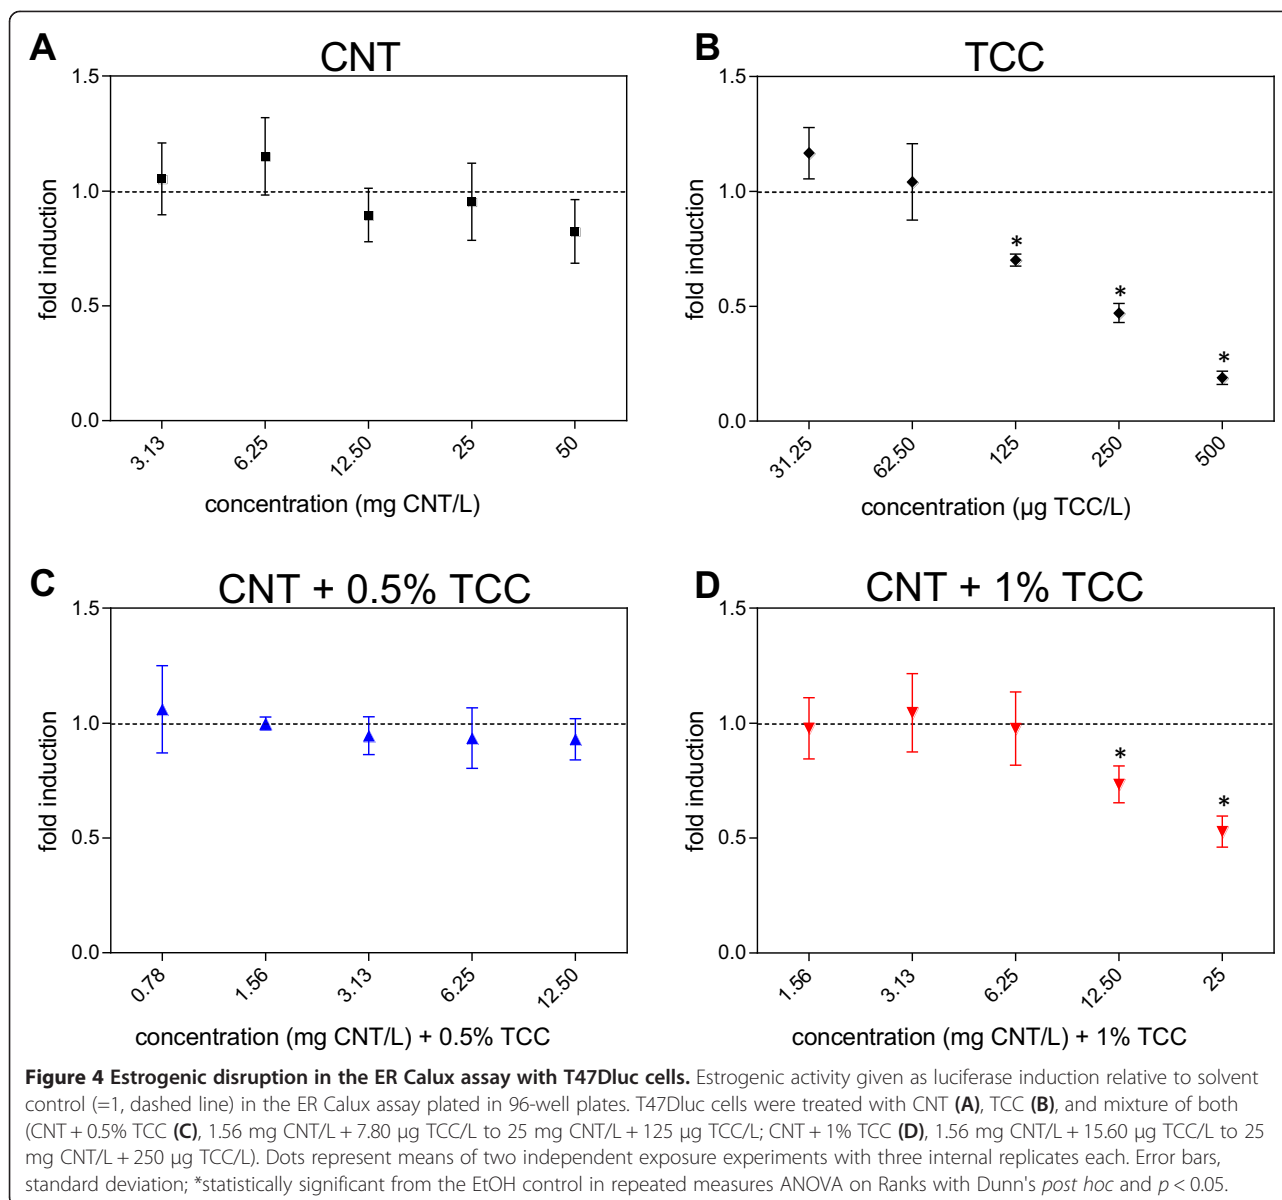 A
CNT
1.5
1.0
0.5
0.0
fold induction
3.13
6.25
12.50
25
50
concentration (mg CNT/L)
B
TCC
1.5
1.0
0.5
0.0
fold induction
*
*
*
31.25
62.50
125
250
500
concentration (µg TCC/L)
C
CNT + 0.5% TCC
1.5
1.0
0.5
0.0
fold induction
0.78
1.56
3.13
6.25
12.50
concentration (mg CNT/L) + 0.5% TCC
D
CNT + 1% TCC
1.5
1.0
0.5
0.0
fold induction
*
*
1.56
3.13
6.25
12.50
25
concentration (mg CNT/L) + 1% TCC
Figure 4 Estrogenic disruption in the ER Calux assay with T47Dluc cells. Estrogenic activity given as luciferase induction relative to solvent
control (=1, dashed line) in the ER Calux assay plated in 96-well plates. T47Dluc cells were treated with CNT (A), TCC (B), and mixture of both
(CNT + 0.5% TCC (C), 1.56 mg CNT/L + 7.80 µg TCC/L to 25 mg CNT/L + 125 µg TCC/L; CNT + 1% TCC (D), 1.56 mg CNT/L + 15.60 µg TCC/L to 25
mg CNT/L + 250 µg TCC/L). Dots represent means of two independent exposure experiments with three internal replicates each. Error bars,
standard deviation; *statistically significant from the EtOH control in repeated measures ANOVA on Ranks with Dunn's post hoc and p < 0.05.